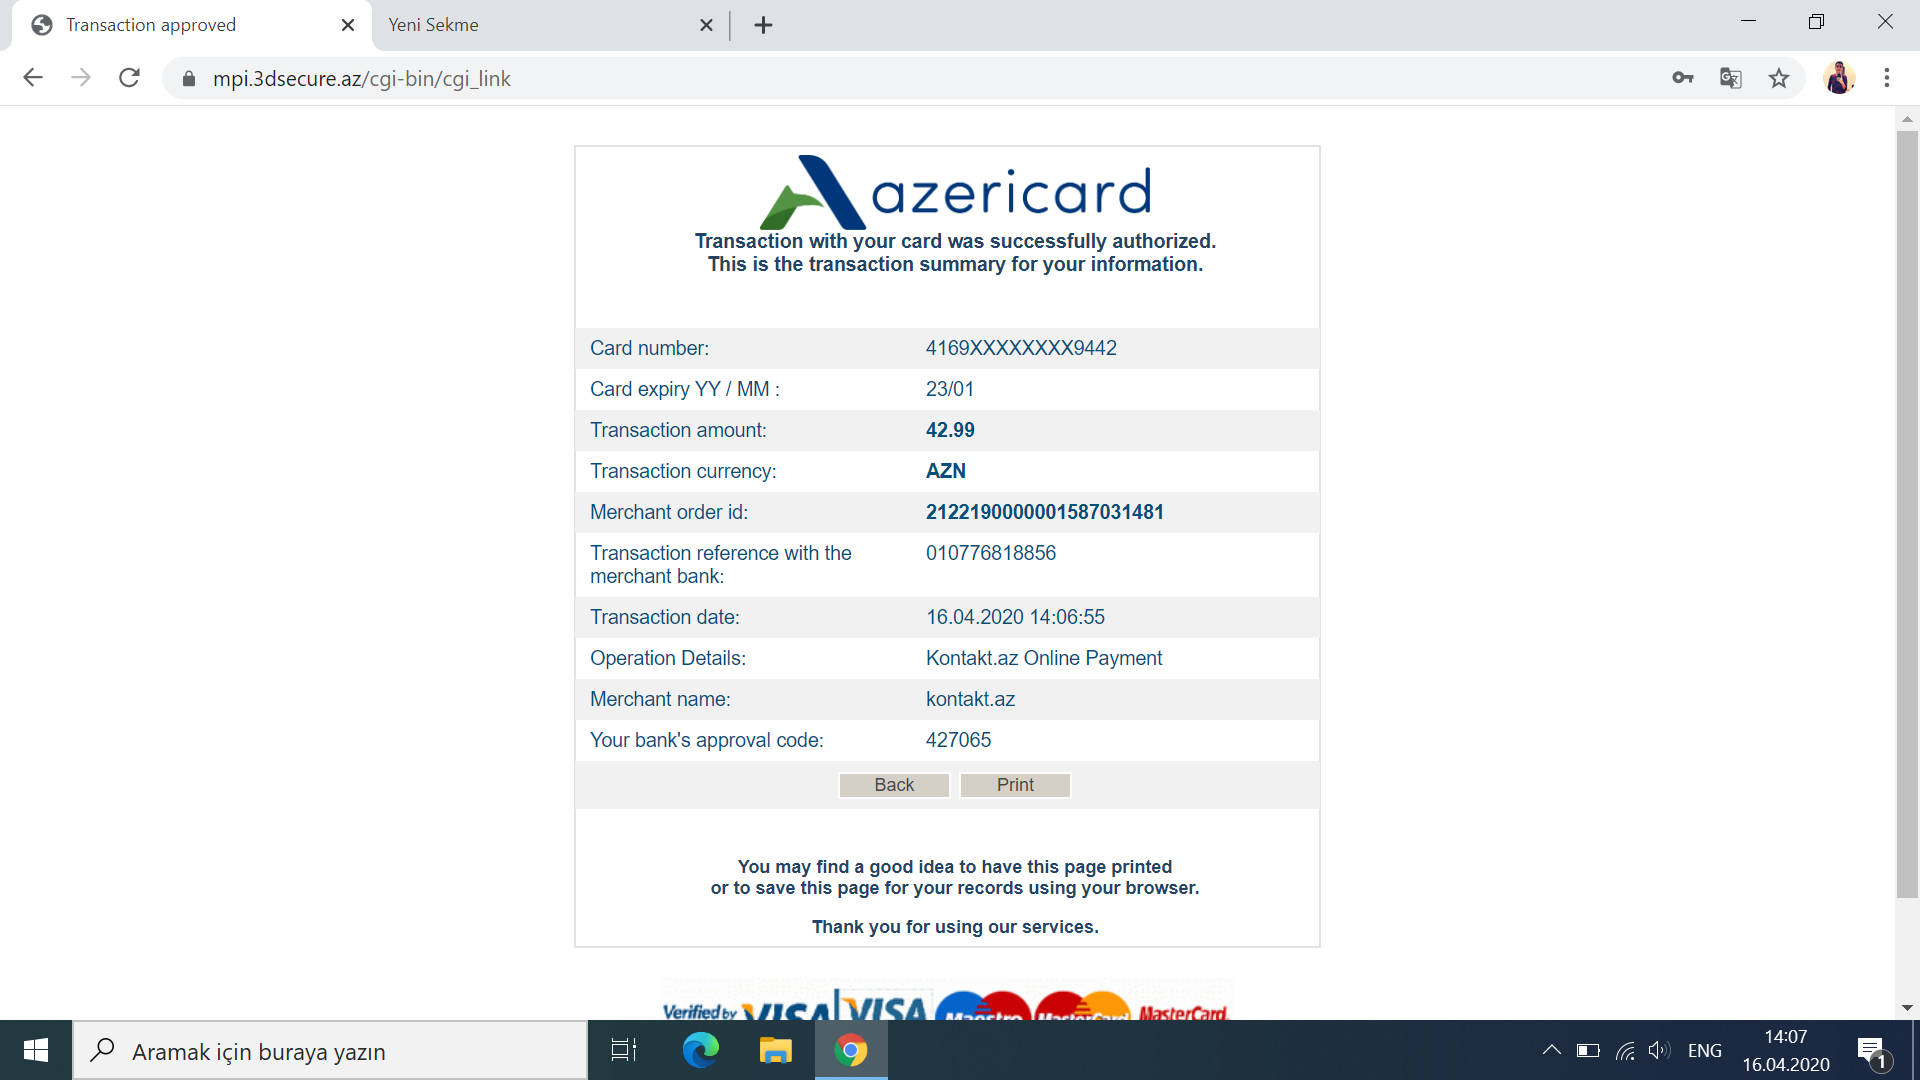 Transaction approved
Yeni Sekme
mpi.3dsecure.az/cgi-bin/cgi_link
azericard
Transaction with your card was successfully authorized.
This is the transaction summary for your information.
Card number: 4169XXXXXXXX9442
Card expiry YY / MM : 23/01
Transaction amount: 42.99
Transaction currency: AZN
Merchant order id: 2122190000001587031481
Transaction reference with the 010776818856
merchant bank:
Transaction date: 16.04.2020 14:06:55
Operation Details: Kontakt.az Online Payment
Merchant name: kontakt.az
Your bank's approval code: 427065
Back Print
You may find a good idea to have this page printed
or to save this page for your records using your browser.
Thank you for using our services.
Verified by VISA VISA Maestro MasterCard MasterCard.
Aramak için buraya yazın
ENG
14:07
16.04.2020
1